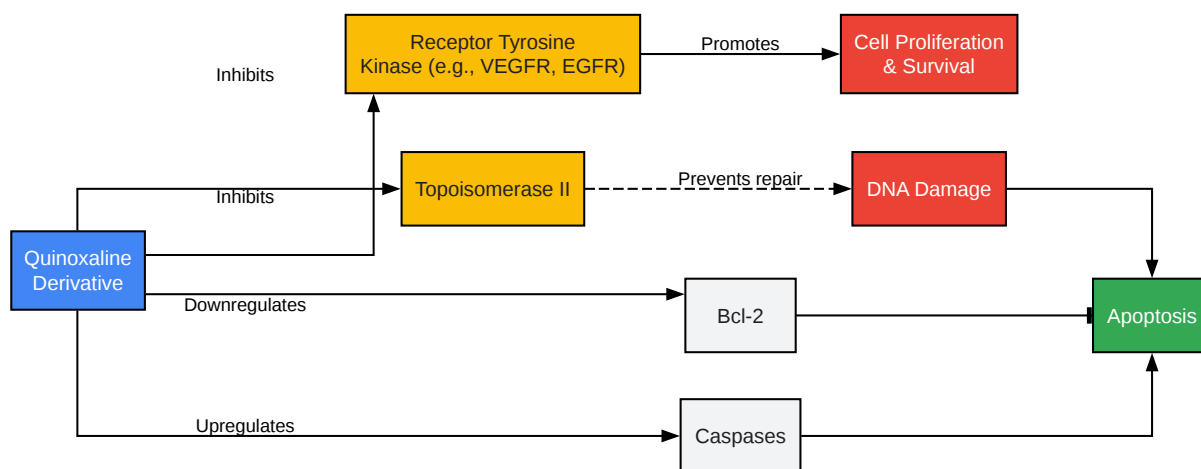 Receptor Tyrosine
Kinase (e.g., VEGFR, EGFR)
Promotes
Cell Proliferation
& Survival
Inhibits
Topoisomerase II
Prevents repair
DNA Damage
Inhibits
Quinoxaline
Derivative
Downregulates
Bcl-2
Apoptosis
Upregulates
Caspases